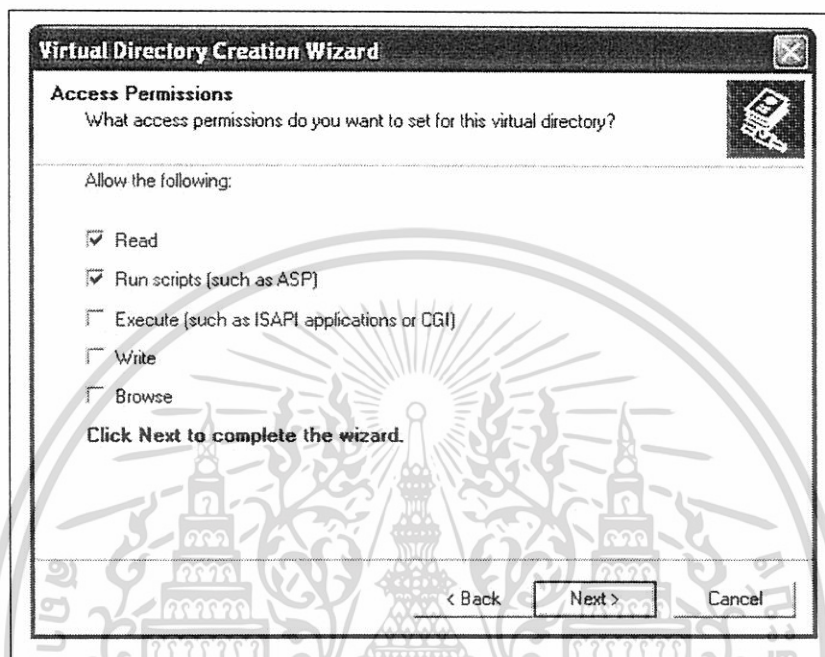 Virtual Directory Creation Wizard
Access Permissions
What access permissions do you want to set for this virtual directory?
Allow the following:
Read
Run scripts (such as ASP)
Execute (such as ISAPI applications or CGI)
Write
Browse
Click Next to complete the wizard.
< Back
Next >
Cancel